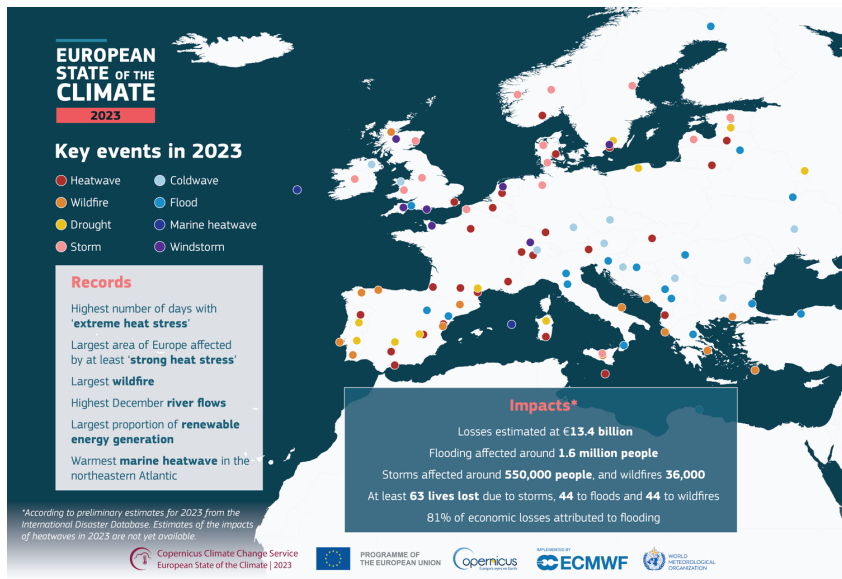 EUROPEAN
STATE OF THE
CLIMATE
2023
Key events in 2023
Heatwave
Coldwave
Wildfire
Flood
Drought
Marine heatwave
Storm
Windstorm
Records
Highest number of days with
'extreme heat stress'
Largest area of Europe affected
by at least 'strong heat stress'
Largest wildfire
Highest December river flows
Largest proportion of renewable
energy generation
Warmest marine heatwave in the
northeastern Atlantic
Impacts*
Losses estimated at €13.4 billion
Flooding affected around 1.6 million people
Storms affected around 550,000 people, and wildfires 36,000
At least 63 lives lost due to storms, 44 to floods and 44 to wildfires
81% of economic losses attributed to flooding
*According to preliminary estimates for 2023 from the
International Disaster Database. Estimates of the impacts
of heatwaves in 2023 are not yet available.
Copernicus Climate Change Service
European State of the Climate | 2023
PROGRAMME OF
THE EUROPEAN UNION
opernicus
Europe's eyes on Earth
IMPLEMENTED BY
ECMWF
WORLD
METEOROLOGICAL
ORGANIZATION